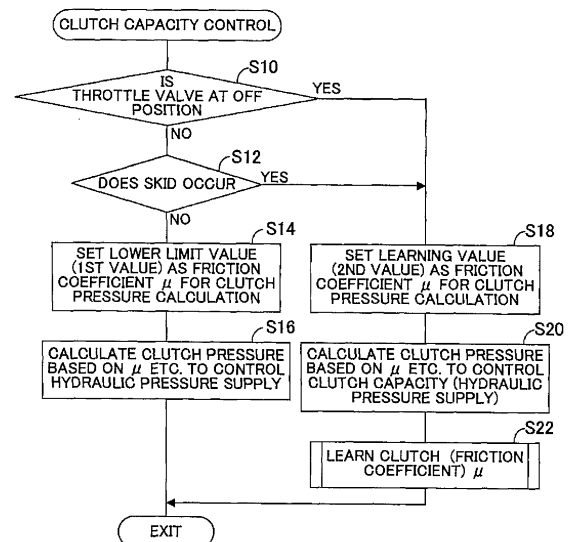 CLUTCH CAPACITY CONTROL
S10
IS
THROTTLE VALVE AT OFF
POSITION
YES
NO
S12
DOES SKID OCCUR
YES
NO
S14
SET LOWER LIMIT VALUE
(1ST VALUE) AS FRICTION
COEFFICIENT μ FOR CLUTCH
PRESSURE CALCULATION
S16
CALCULATE CLUTCH PRESSURE
BASED ON μ ETC. TO CONTROL
HYDRAULIC PRESSURE SUPPLY
S18
SET LEARNING VALUE
(2ND VALUE) AS FRICTION
COEFFICIENT μ FOR CLUTCH
PRESSURE CALCULATION
S20
CALCULATE CLUTCH PRESSURE
BASED ON μ ETC. TO CONTROL
CLUTCH CAPACITY (HYDRAULIC
PRESSURE SUPPLY)
S22
LEARN CLUTCH (FRICTION
COEFFICIENT) μ
EXIT